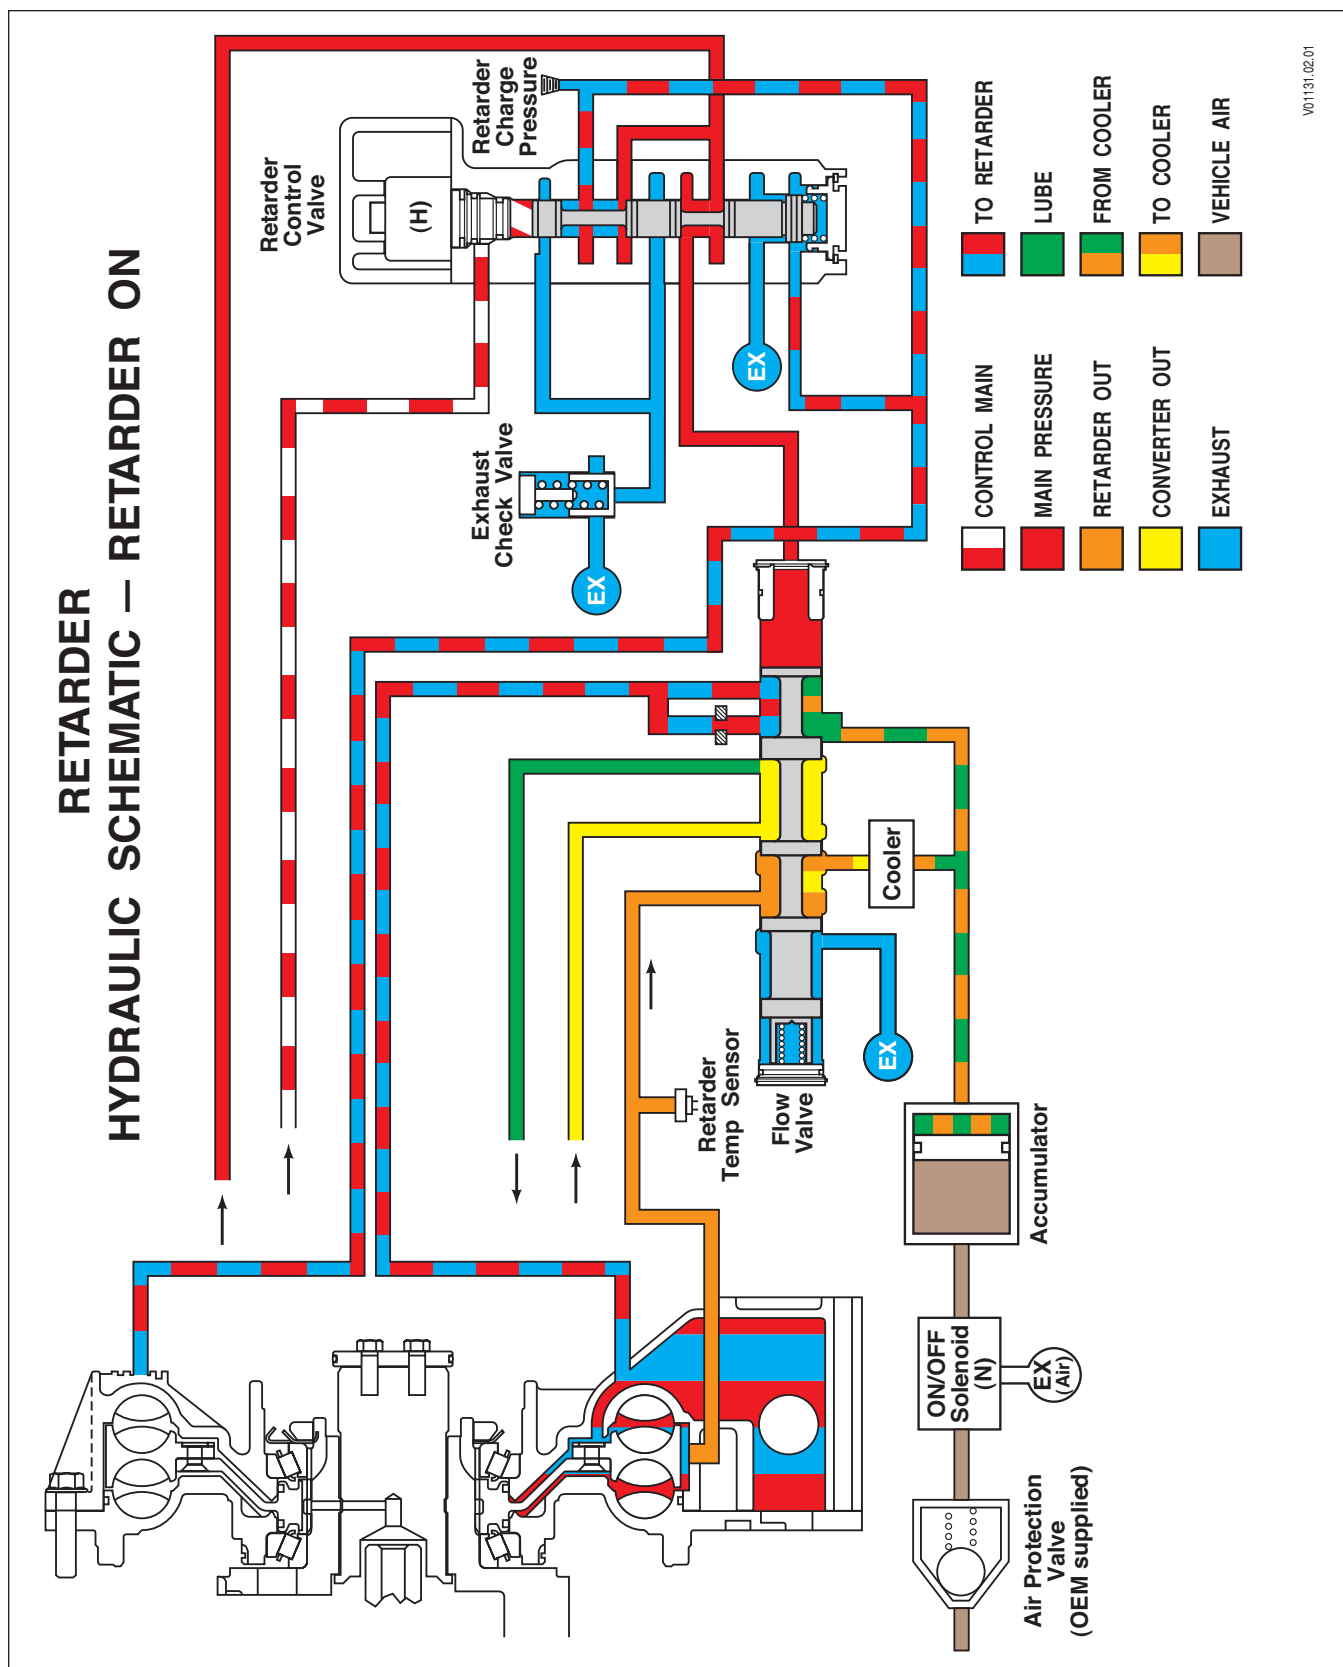 RETARDER
HYDRAULIC SCHEMATIC — RETARDER ON
Retarder
Control
Valve
(H)
Retarder
Charge
Pressure
Exhaust
Check Valve
EX
EX
Retarder
Temp Sensor
Flow
Valve
EX
Cooler
Accumulator
ON/OFF
Solenoid
(N)
EX
(Air)
Air Protection
Valve
(OEM supplied)
CONTROL MAIN
MAIN PRESSURE
RETARDER OUT
CONVERTER OUT
EXHAUST
TO RETARDER
LUBE
FROM COOLER
TO COOLER
VEHICLE AIR
V01131.02.01